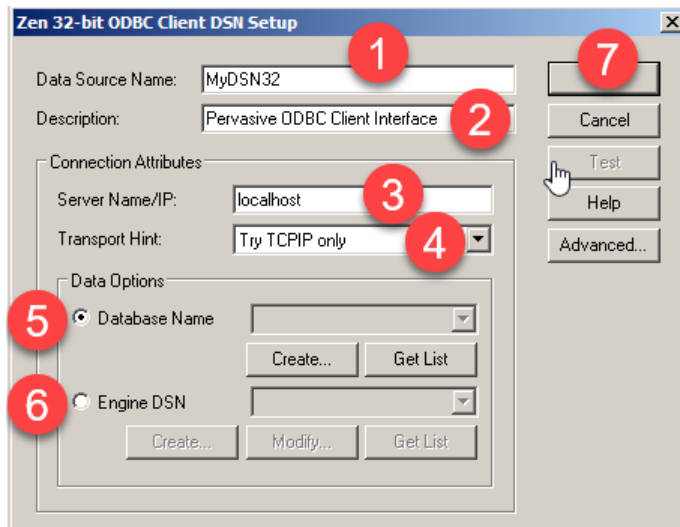 Zen 32-bit ODBC Client DSN Setup
1
Data Source Name: MyDSN32
7
Description: Pervasive ODBC Client Interface
2
Cancel
Connection Attributes
Test
Server Name/IP: localhost
3
Help
Transport Hint: Try TCPIP only
4
Advanced...
Data Options
5
Database Name
Create... Get List
6
Engine DSN
Create... Modify... Get List